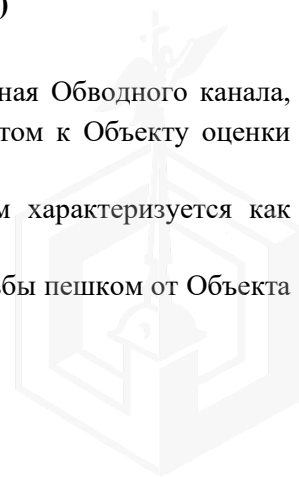 )
ная Обводного канала,
том к Объекту оценки
м характеризуется как
бы пешком от Объекта